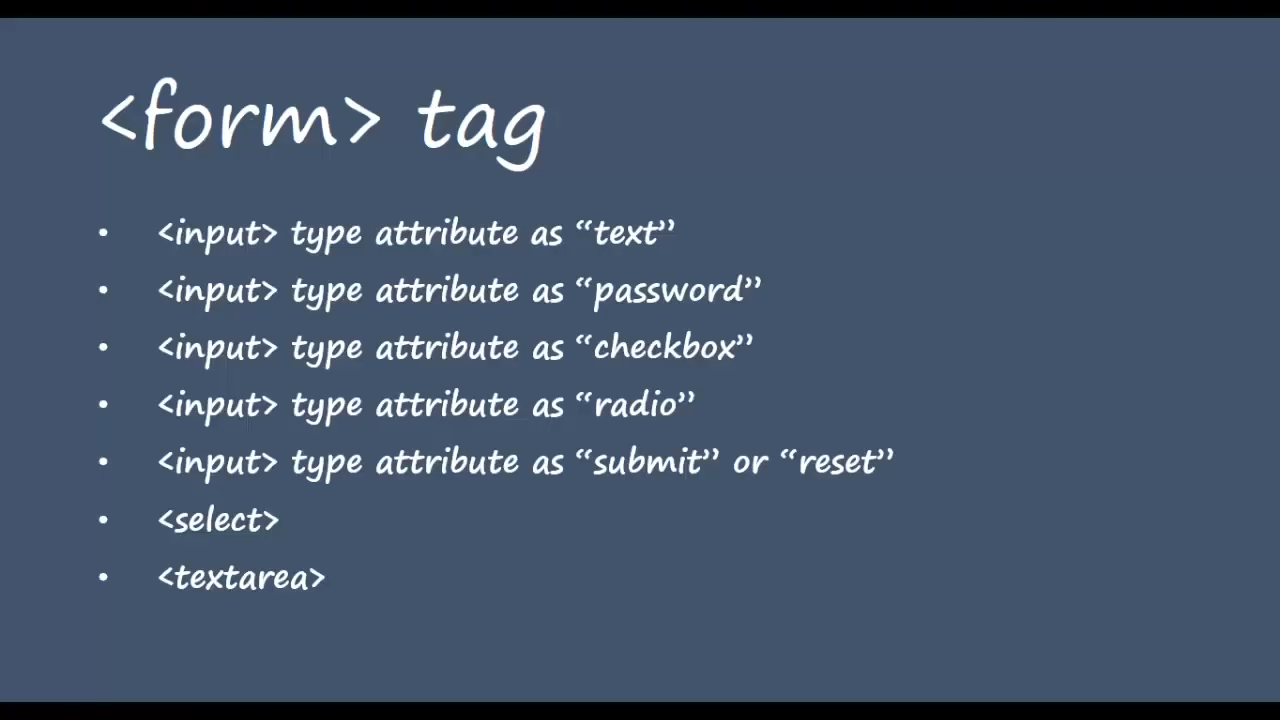 <form> tag
• <input> type attribute as “text”
• <input> type attribute as “password”
• <input> type attribute as “checkbox”
• <input> type attribute as “radio”
• <input> type attribute as “submit” or “reset”
• <select>
• <textarea>